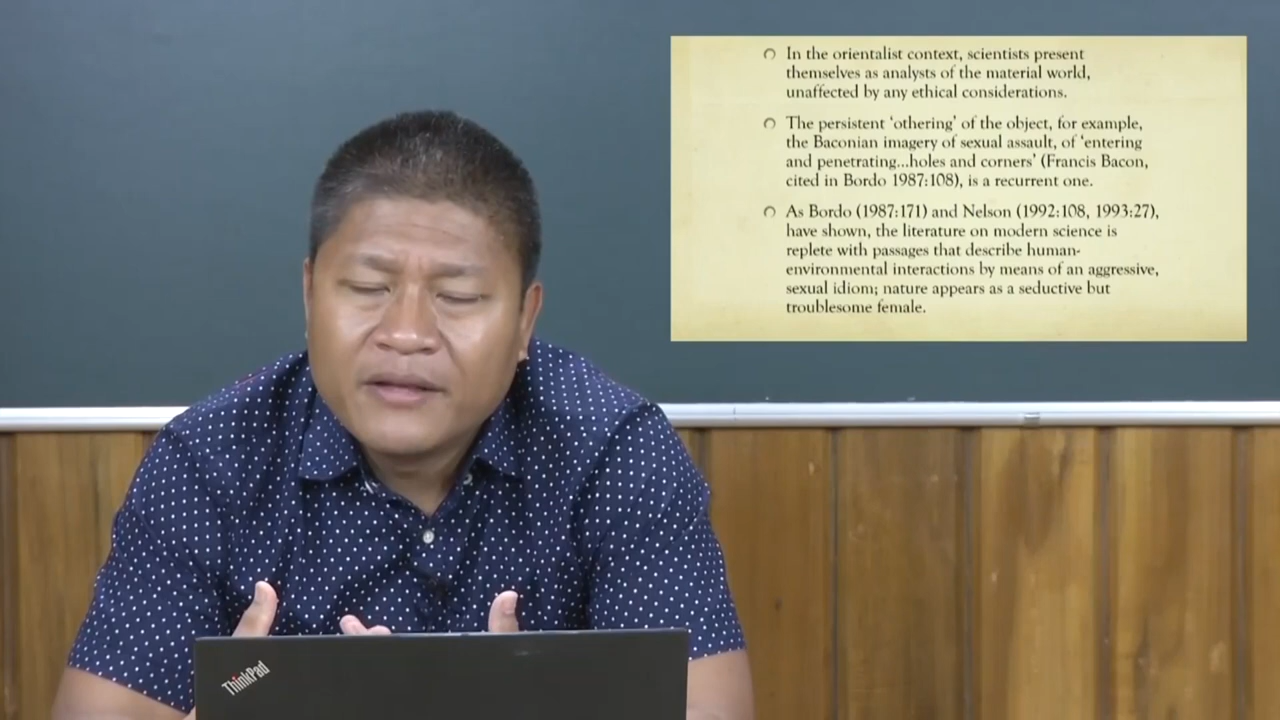 In the orientalist context, scientists present
themselves as analysts of the material world,
unaffected by any ethical considerations.
The persistent ‘othering’ of the object, for example,
the Baconian imagery of sexual assault, of ‘entering
and penetrating...holes and corners’ (Francis Bacon,
cited in Bordo 1987:108), is a recurrent one.
As Bordo (1987:171) and Nelson (1992:108, 1993:27),
have shown, the literature on modern science is
replete with passages that describe human-
environmental interactions by means of an aggressive,
sexual idiom; nature appears as a seductive but
troublesome female.
ThinkPad